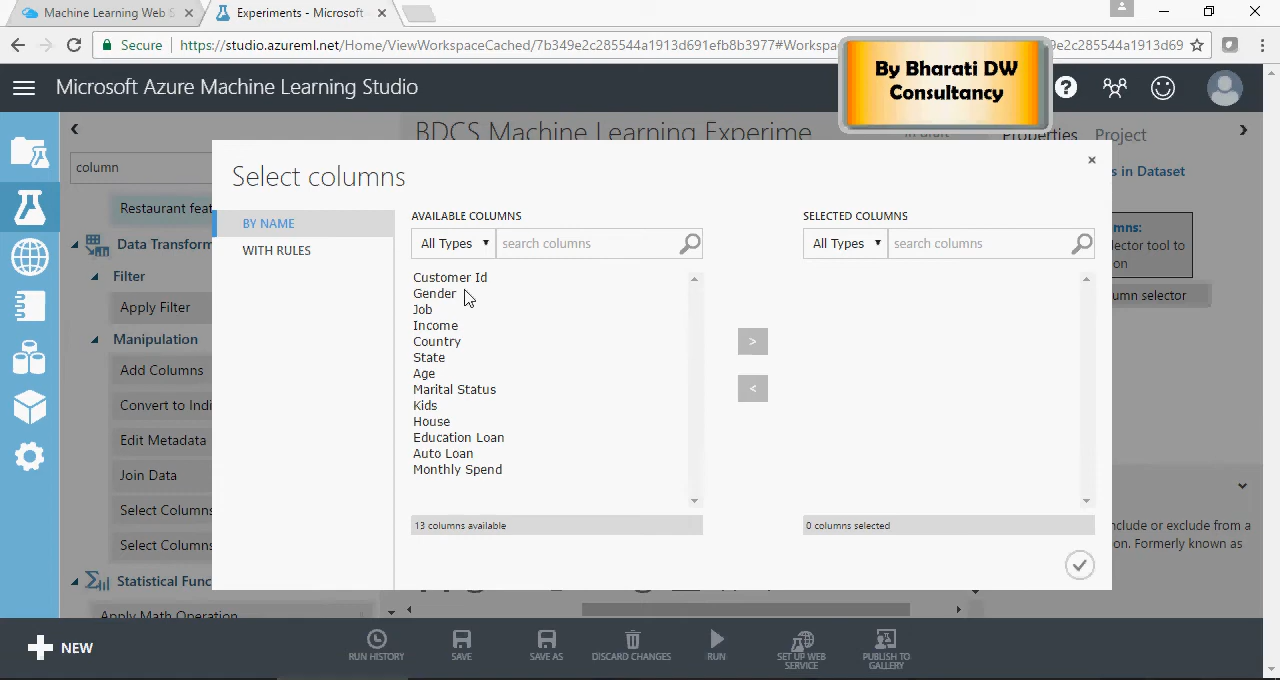 Machine Learning Web S
Experiments - Microsoft
Secure
https://studio.azureml.net/Home/ViewWorkspaceCached/7b349e2c285544a1913d691efb8b3977#Workspa
9e2c285544a1913d69
By Bharati DW
Consultancy
Microsoft Azure Machine Learning Studio
BDCS Machine Learning Experime
In draft
Properties
Project
column
Select columns
s in Dataset
Restaurant feat
BY NAME
WITH RULES
AVAILABLE COLUMNS
SELECTED COLUMNS
All Types
search columns
All Types
search columns
mns:
lector tool to
on
umn selector
Data Transform
Filter
Apply Filter
Manipulation
Add Columns
Convert to Indi
Edit Metadata
Join Data
Select Columns
Select Columns
Statistical Func
Apply Math Operation
Customer Id
Gender
Job
Income
Country
State
Age
Marital Status
Kids
House
Education Loan
Auto Loan
Monthly Spend
>
<
13 columns available
0 columns selected
nclude or exclude from a
on. Formerly known as
NEW
RUN HISTORY
SAVE
SAVE AS
DISCARD CHANGES
RUN
SET UP WEB
SERVICE
PUBLISH TO
GALLERY